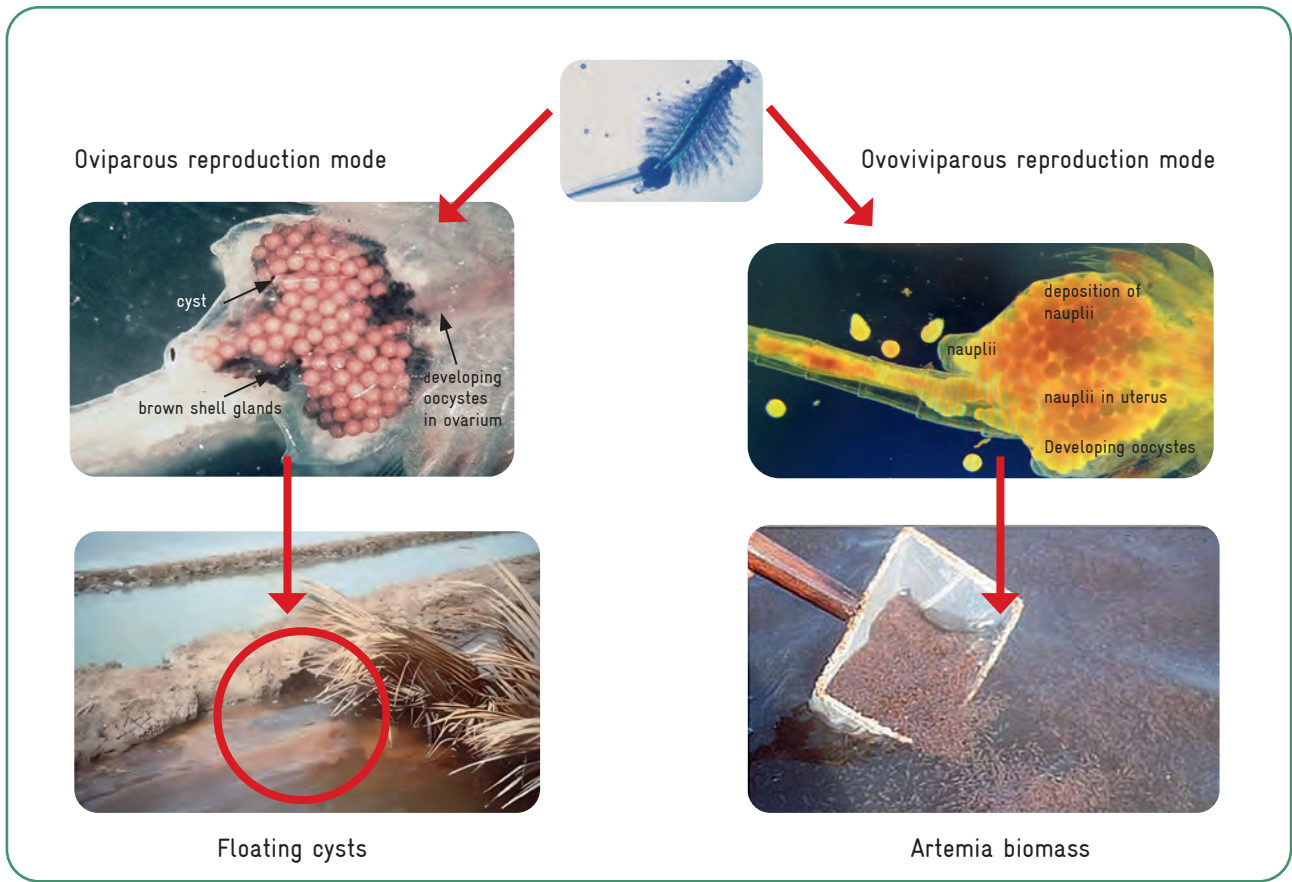 Oviparous reproduction mode
Ovoviviparous reproduction mode
cyst
brown shell glands
developing
oocystes
in ovarium
deposition of
nauplii
nauplii
nauplii in uterus
Developing oocystes
Floating cysts
Artemia biomass